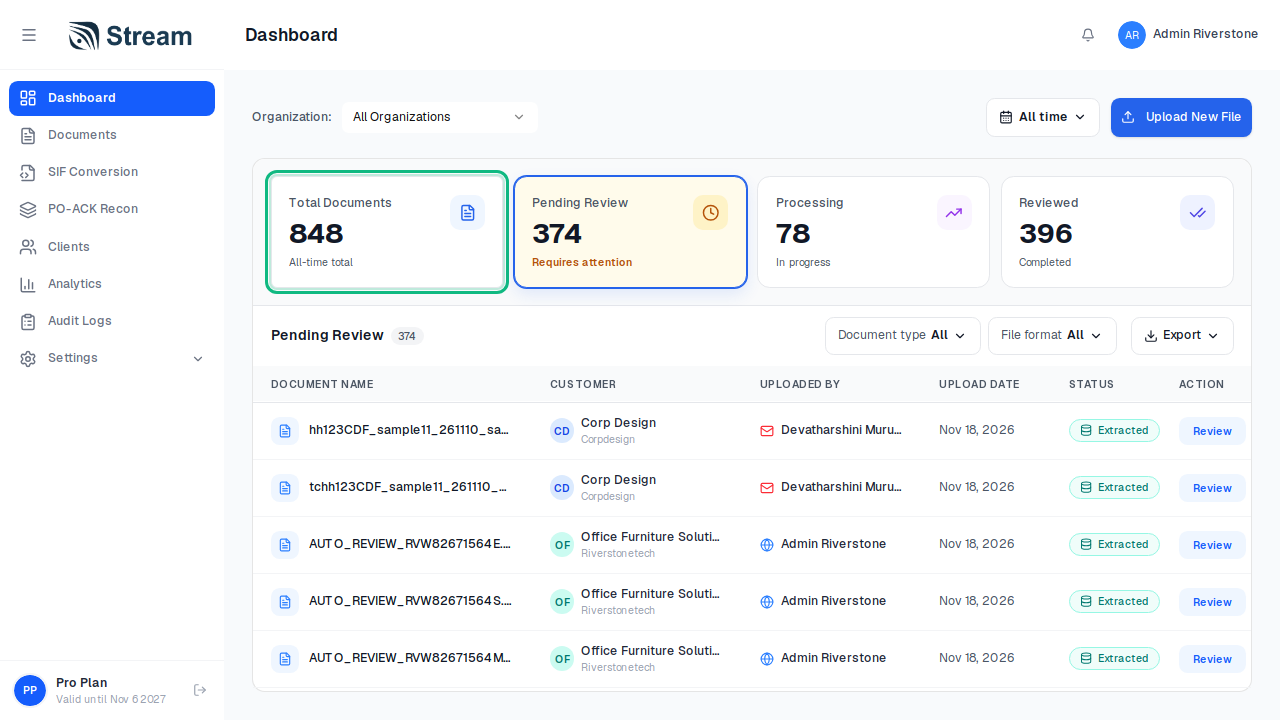 Stream
Dashboard
AR
Admin Riverstone
Dashboard
Documents
SIF Conversion
PO-ACK Recon
Clients
Analytics
Audit Logs
Settings
PP
Pro Plan
Valid until Nov 6 2027
Organization:
All Organizations
All time
Upload New File
Total Documents
848
All-time total
Pending Review
374
Requires attention
Processing
78
In progress
Reviewed
396
Completed
Pending Review 374
Document type All
File format All
Export
DOCUMENT NAME CUSTOMER UPLOADED BY UPLOAD DATE STATUS ACTION
hh123CDF_sample11_261110_sa... CD Corp Design Devatharshini Muru... Nov 18, 2026 Extracted Review
Corpdesign
tchh123CDF_sample11_261110_... CD Corp Design Devatharshini Muru... Nov 18, 2026 Extracted Review
Corpdesign
AUTO_REVIEW_RVW82671564E.... OF Office Furniture Soluti... Admin Riverstone Nov 18, 2026 Extracted Review
Riverstonetech
AUTO_REVIEW_RVW82671564S.... OF Office Furniture Soluti... Admin Riverstone Nov 18, 2026 Extracted Review
Riverstonetech
AUTO_REVIEW_RVW82671564M... OF Office Furniture Soluti... Admin Riverstone Nov 18, 2026 Extracted Review
Riverstonetech